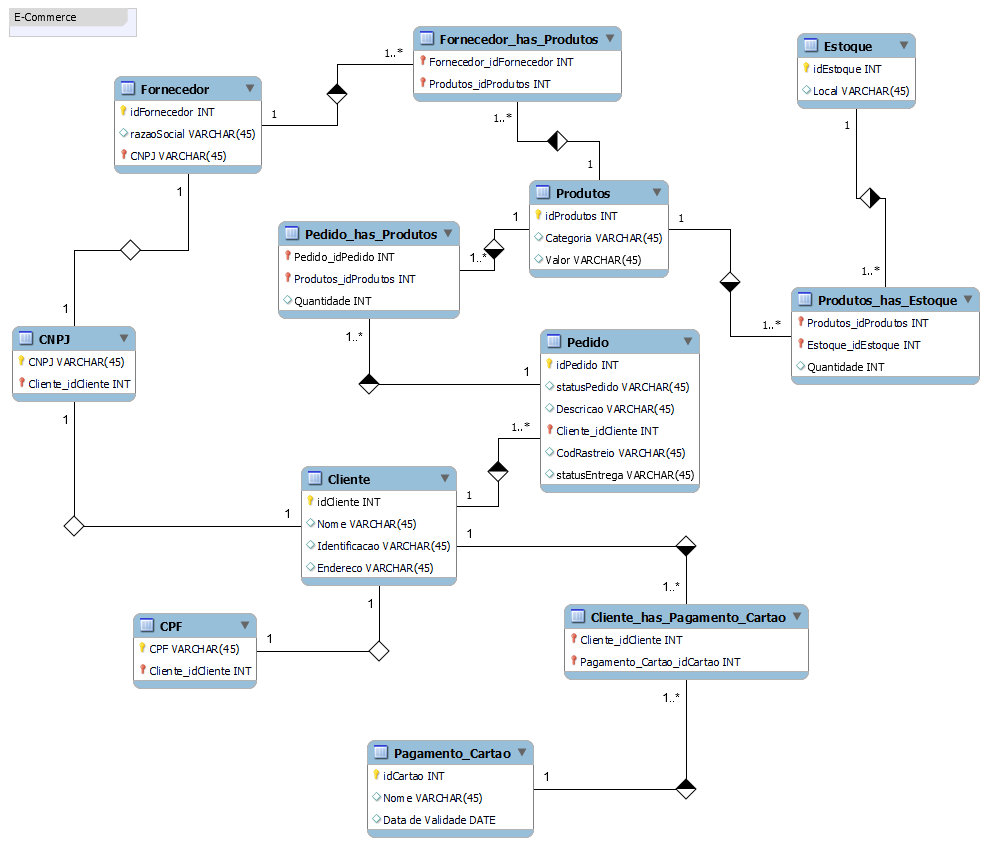 E-Commerce
Fornecedor_has_Produtos
Fornecedor_idFornecedor INT
Produtos_idProdutos INT
1..*
1..*
Estoque
idEstoque INT
Local VARCHAR(45)
1
1..*
Fornecedor
idFornecedor INT
razaoSocial VARCHAR(45)
CNPJ VARCHAR(45)
1
1
Produtos
idProdutos INT
Categoria VARCHAR(45)
Valor VARCHAR(45)
1
1
1
Pedido_has_Produtos
Pedido_idPedido INT
Produtos_idProdutos INT
Quantidade INT
1..*
1..*
Produtos_has_Estoque
Produtos_idProdutos INT
Estoque_idEstoque INT
Quantidade INT
1..*
CNPJ
CNPJ VARCHAR(45)
Cliente_idCliente INT
1
1
Pedido
idPedido INT
statusPedido VARCHAR(45)
Descricao VARCHAR(45)
Cliente_idCliente INT
CodRastreio VARCHAR(45)
statusEntrega VARCHAR(45)
1
1..*
Cliente
idCliente INT
Nome VARCHAR(45)
Identificacao VARCHAR(45)
Endereco VARCHAR(45)
1
1
1
1
CPF
CPF VARCHAR(45)
Cliente_idCliente INT
1
Cliente_has_Pagamento_Cartao
Cliente_idCliente INT
Pagamento_Cartao_idCartao INT
1..*
1..*
Pagamento_Cartao
idCartao INT
Nome VARCHAR(45)
Data de Validade DATE
1